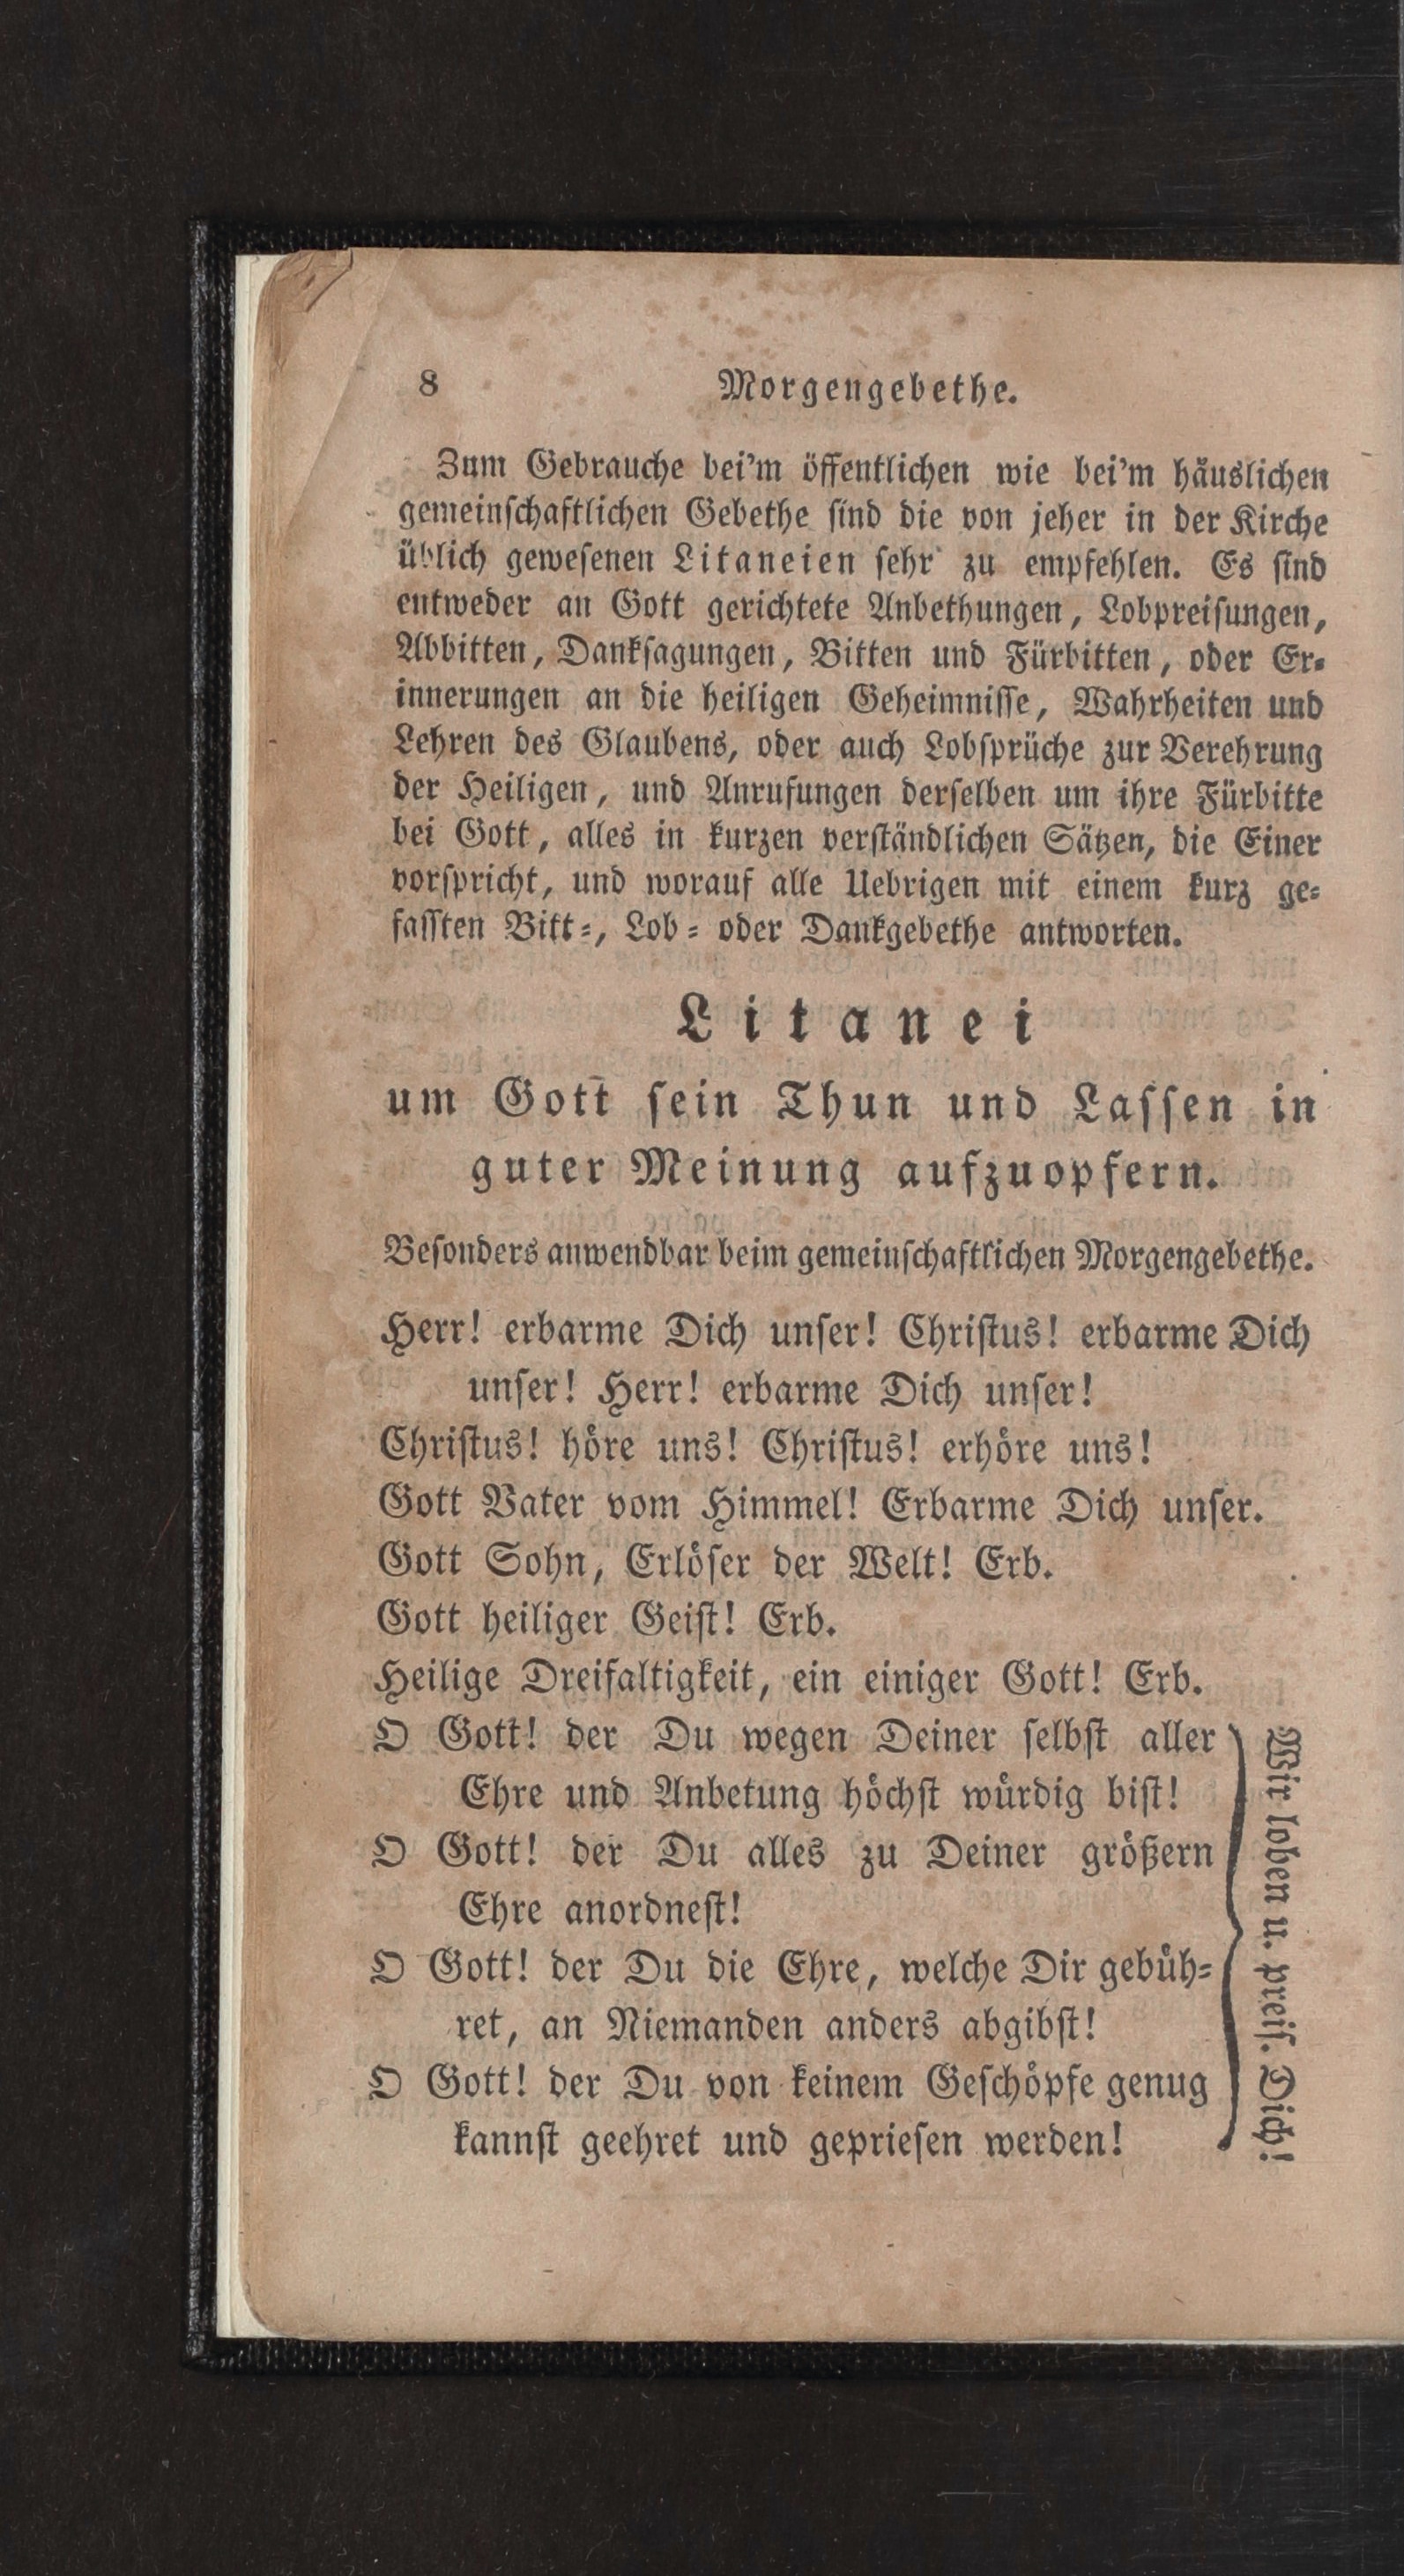 8 Morgengebethe.
Zum Gebrauche bei'm öffentlichen wie bei'm häuslichen
gemeinschaftlichen Gebethe sind die von jeher in der Kirche
üblich gewesenen Litaneien sehr zu empfehlen. Es sind
entweder an Gott gerichtete Anbethungen, Lobpreisungen,
Abbitten, Danksagungen, Bitten und Fürbitten, oder Er-
innerungen an die heiligen Geheimnisse, Wahrheiten und
Lehren des Glaubens, oder auch Lobsprüche zur Verehrung
der Heiligen, und Anrufungen derselben um ihre Fürbitte
bei Gott, alles in kurzen verständlichen Sätzen, die Einer
vorspricht, und worauf alle Uebrigen mit einem kurz ge-
fassten Bitt-, Lob- oder Dankgebethe antworten.
Litanei
um Gott sein Thun und Lassen in
guter Meinung aufzuopfern.
Besonders anwendbar beim gemeinschaftlichen Morgengebethe.
Herr! erbarme Dich unser! Christus! erbarme Dich
unser! Herr! erbarme Dich unser!
Christus! höre uns! Christus! erhöre uns!
Gott Vater vom Himmel! Erbarme Dich unser.
Gott Sohn, Erlöser der Welt! Erb.
Gott heiliger Geist! Erb.
Heilige Dreifaltigkeit, ein einiger Gott! Erb.
O Gott! der Du wegen Deiner selbst aller
Ehre und Anbetung höchst würdig bist!
O Gott! der Du alles zu Deiner größern
Ehre anordnest!
O Gott! der Du die Ehre, welche Dir gebüh-
ret, an Niemanden anders abgibst!
O Gott! der Du von keinem Geschöpfe genug
kannst geehret und gepriesen werden!
Wir loben u. preis. Dich!